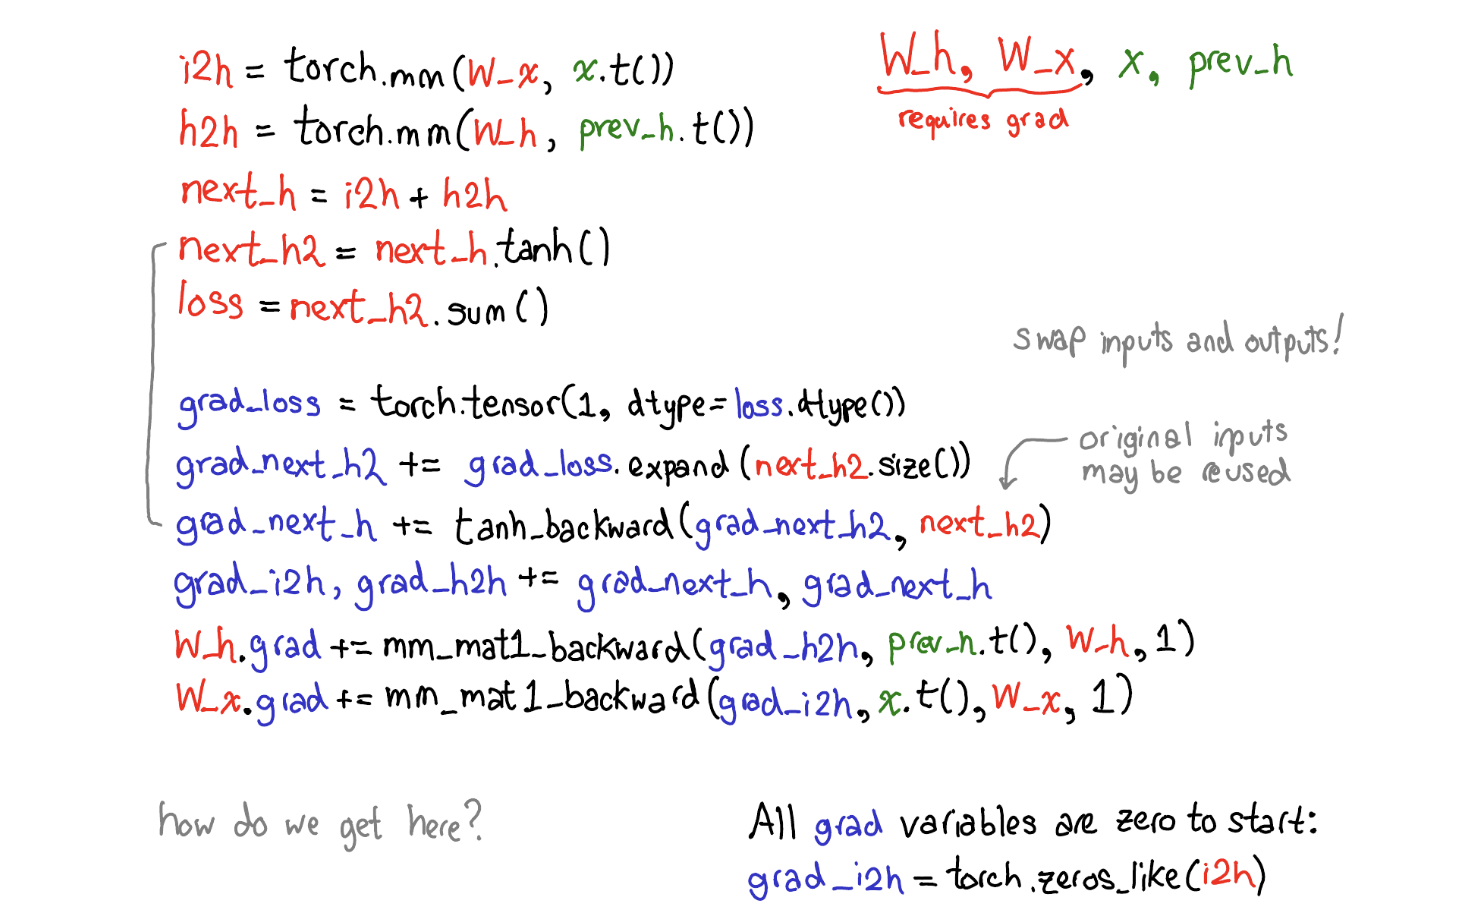 i2h = torch.mm(W_x, x.t())
h2h = torch.mm(W_h, prev_h.t())
next_h = i2h + h2h
next_h2 = next_h.tanh()
loss = next_h2.sum()
W_h, W_x, x, prev_h
requires grad
swap inputs and outputs!
grad_loss = torch.tensor(1, dtype=loss.dtype())
original inputs
may be reused
grad_next_h2 += grad_loss.expand(next_h2.size())
grad_next_h += tanh_backward(grad_next_h2, next_h2)
grad_i2h, grad_h2h += grad_next_h, grad_next_h
W_h.grad += mm_mat1_backward(grad_h2h, prev_h.t(), W_h, 1)
W_x.grad += mm_mat1_backward(grad_i2h, x.t(), W_x, 1)
how do we get here?
All grad variables are zero to start:
grad_i2h = torch.zeros_like(i2h)